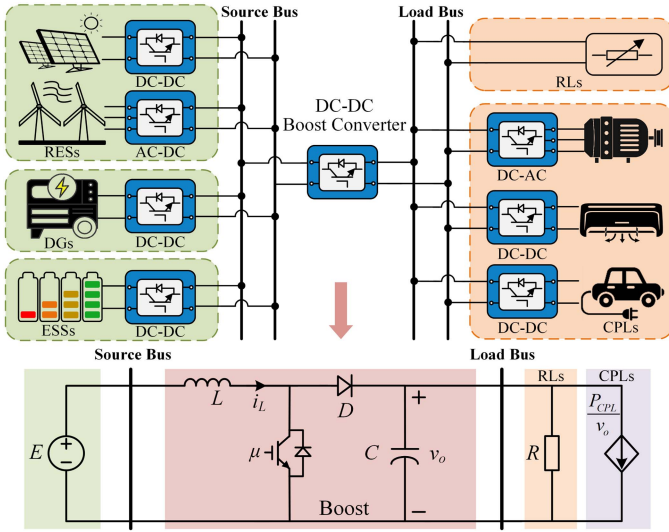 Source Bus
Load Bus
DC-DC
AC-DC
RESs
DC-DC
DGs
DC-DC
ESSs
DC-DC
Boost Converter
RLs
DC-AC
DC-DC
DC-DC
CPLs
Source Bus
Load Bus
E
L
i_L
D
μ
C
+
v_o
−
Boost
RLs
R
CPLs
P_CPL
v_o